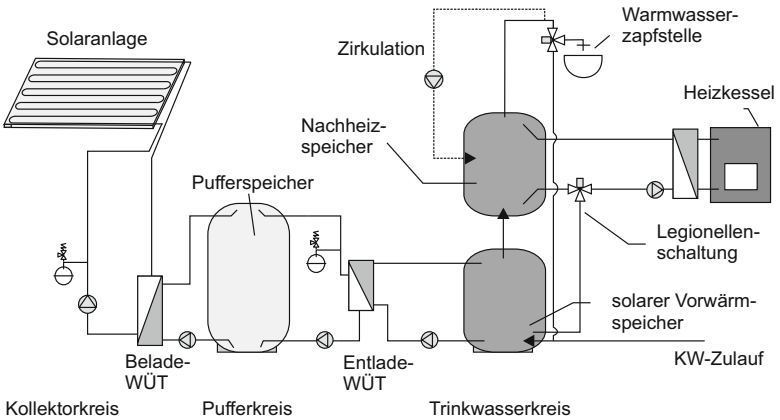 Solaranlage
Zirkulation
Warmwasser-
zapfstelle
Heizkessel
Nachheiz-
speicher
Pufferspeicher
Legionellen-
schaltung
solarer Vorwärm-
speicher
Belade-
WÜT
Entlade-
WÜT
KW-Zulauf
Kollektorkreis
Pufferkreis
Trinkwasserkreis